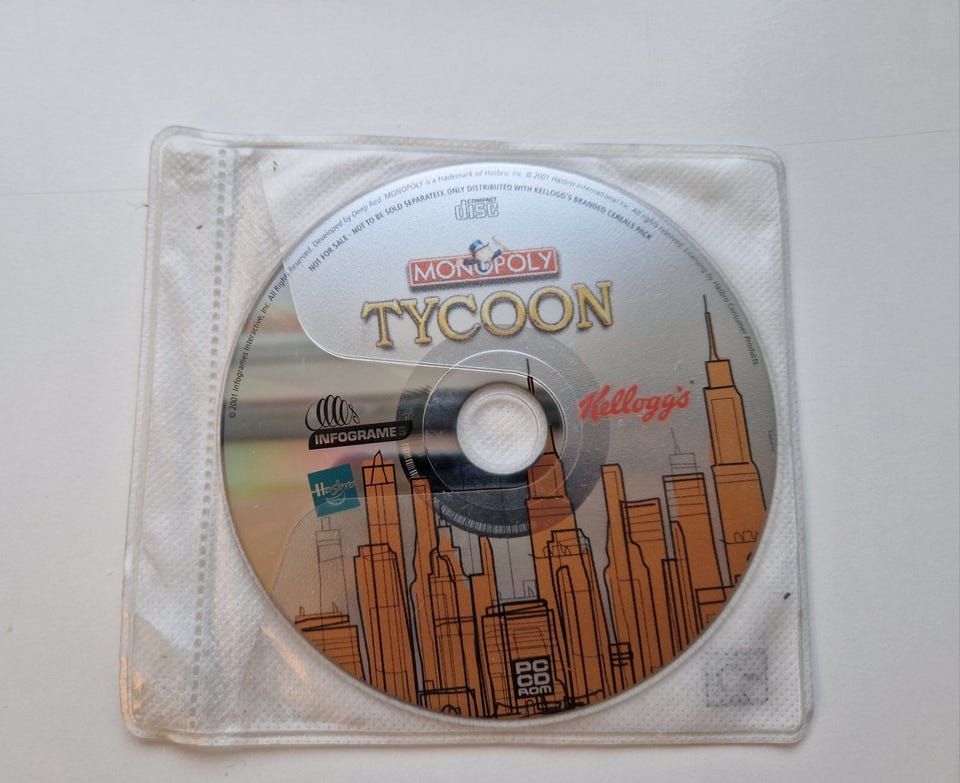 © 2001 Infogrames Interactive, Inc. All Rights Reserved. Developed by Deep Red. MONOPOLY is a trademark of Hasbro, Inc. © 2001 Hasbro International Inc. All rights reserved. Licensing by Hasbro Consumer Products
NOT FOR SALE - NOT TO BE SOLD SEPARATELY. ONLY DISTRIBUTED WITH KELLOGG'S BRANDED CEREALS PACK
COMPACT
disc
MONOPOLY
TYCOON
Kellogg's
INFOGRAMES
Hasbro
PC
CD
ROM